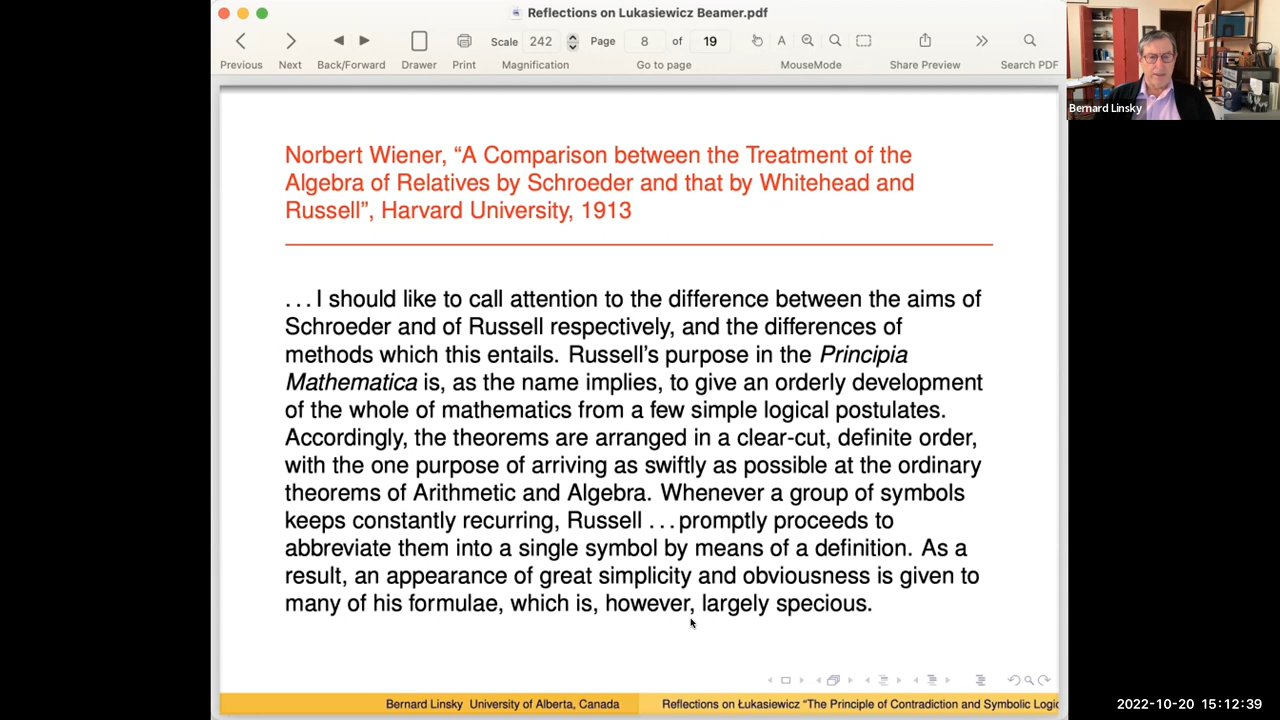 Reflections on Lukasiewicz Beamer.pdf
Scale 242 Page 8 of 19 A
Previous Next Back/Forward Drawer Print Magnification Go to page MouseMode Share Preview Search PDF
Bernard Linsky
Norbert Wiener, “A Comparison between the Treatment of the
Algebra of Relatives by Schroeder and that by Whitehead and
Russell”, Harvard University, 1913
. . . I should like to call attention to the difference between the aims of
Schroeder and of Russell respectively, and the differences of
methods which this entails. Russell’s purpose in the Principia
Mathematica is, as the name implies, to give an orderly development
of the whole of mathematics from a few simple logical postulates.
Accordingly, the theorems are arranged in a clear-cut, definite order,
with the one purpose of arriving as swiftly as possible at the ordinary
theorems of Arithmetic and Algebra. Whenever a group of symbols
keeps constantly recurring, Russell . . . promptly proceeds to
abbreviate them into a single symbol by means of a definition. As a
result, an appearance of great simplicity and obviousness is given to
many of his formulae, which is, however, largely specious.
Bernard Linsky University of Alberta, Canada Reflections on Łukasiewicz “The Principle of Contradiction and Symbolic Logic
2022-10-20 15:12:39